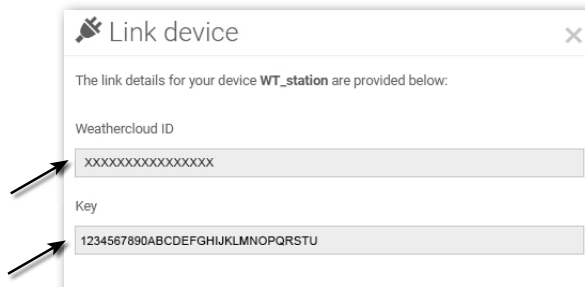 Link device
The link details for your device WT_station are provided below:
Weathercloud ID
XXXXXXXXXXXXXXXX
Key
1234567890ABCDEFGHIJKLMNOPQRSTU